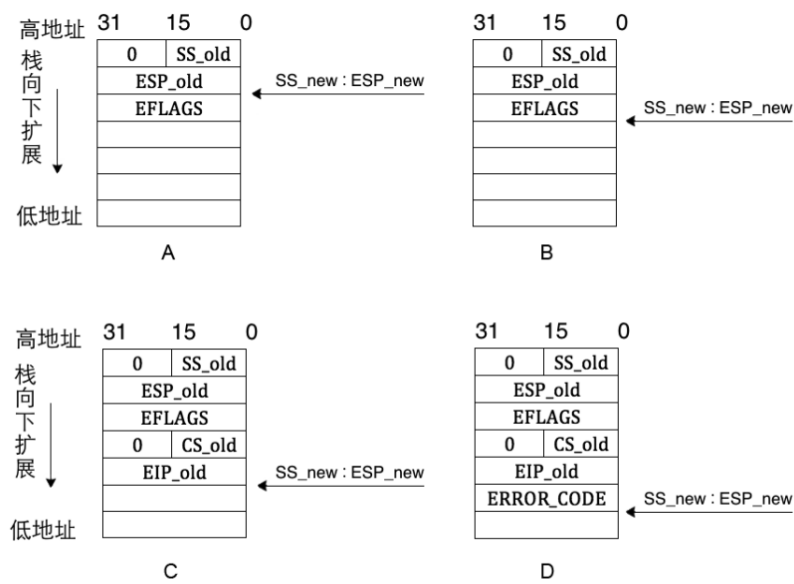 31 15 0
高地址
栈向下扩展
低地址
0 SS_old
ESP_old
EFLAGS
SS_new : ESP_new
A
31 15 0
0 SS_old
ESP_old
EFLAGS
SS_new : ESP_new
B
31 15 0
高地址
栈向下扩展
低地址
0 SS_old
ESP_old
EFLAGS
0 CS_old
EIP_old
SS_new : ESP_new
C
31 15 0
0 SS_old
ESP_old
EFLAGS
0 CS_old
EIP_old
ERROR_CODE
SS_new : ESP_new
D